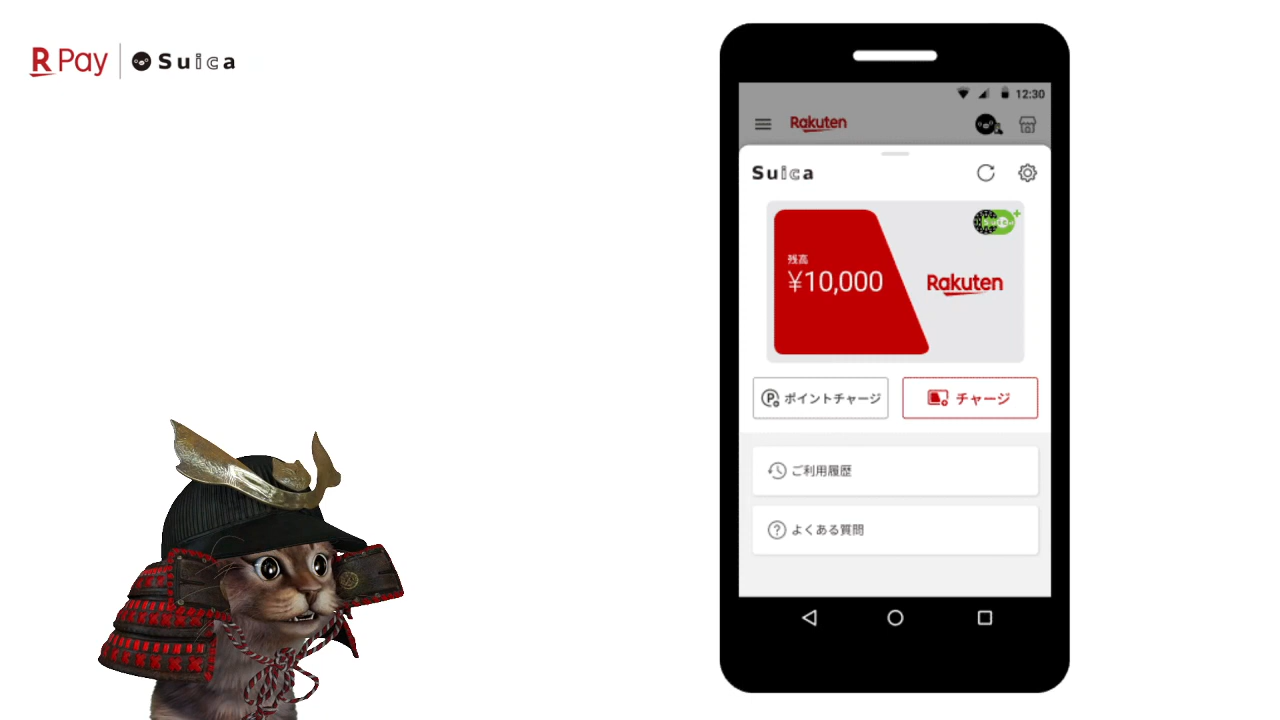 R Pay Suica
12:30
Rakuten
Suica
残高
¥10,000
Rakuten
ポイントチャージ
チャージ
ご利用履歴
よくある質問